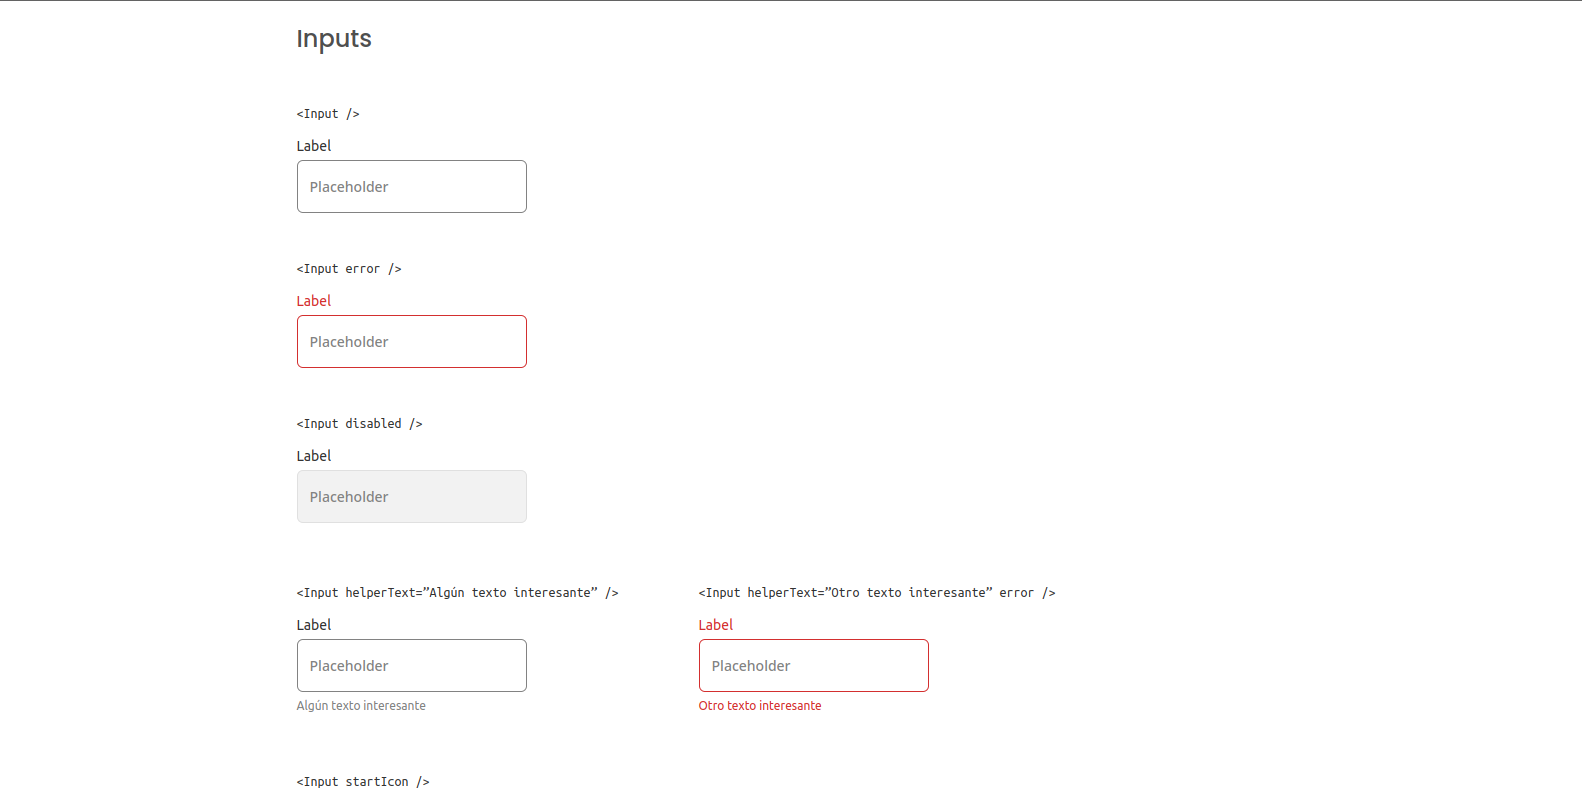 Inputs
<Input />
Label
Placeholder
<Input error />
Label
Placeholder
<Input disabled />
Label
Placeholder
<Input helperText=”Algún texto interesante” />
Label
Placeholder
Algún texto interesante
<Input helperText=”Otro texto interesante” error />
Label
Placeholder
Otro texto interesante
<Input startIcon />